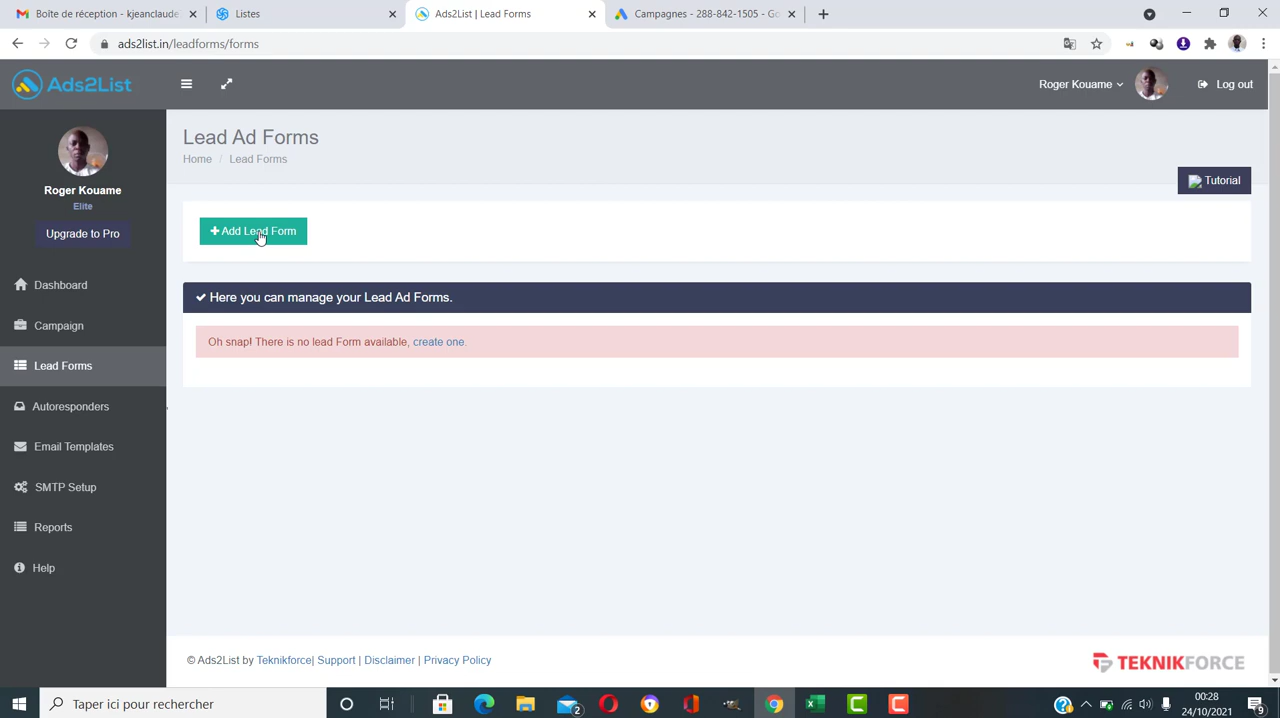 Boîte de réception - kjeanclaude
Listes
Ads2List | Lead Forms
Campagnes - 288-842-1505 - Go
ads2list.in/leadforms/forms
Ads2List
Roger Kouame
Log out
Roger Kouame
Elite
Upgrade to Pro
Dashboard
Campaign
Lead Forms
Autoresponders
Email Templates
SMTP Setup
Reports
Help
Lead Ad Forms
Home / Lead Forms
Tutorial
+ Add Lead Form
Here you can manage your Lead Ad Forms.
Oh snap! There is no lead Form available, create one.
© Ads2List by Teknikforce| Support | Disclaimer | Privacy Policy
TEKNIKFORCE
Taper ici pour rechercher
2
00:28
24/10/2021
9